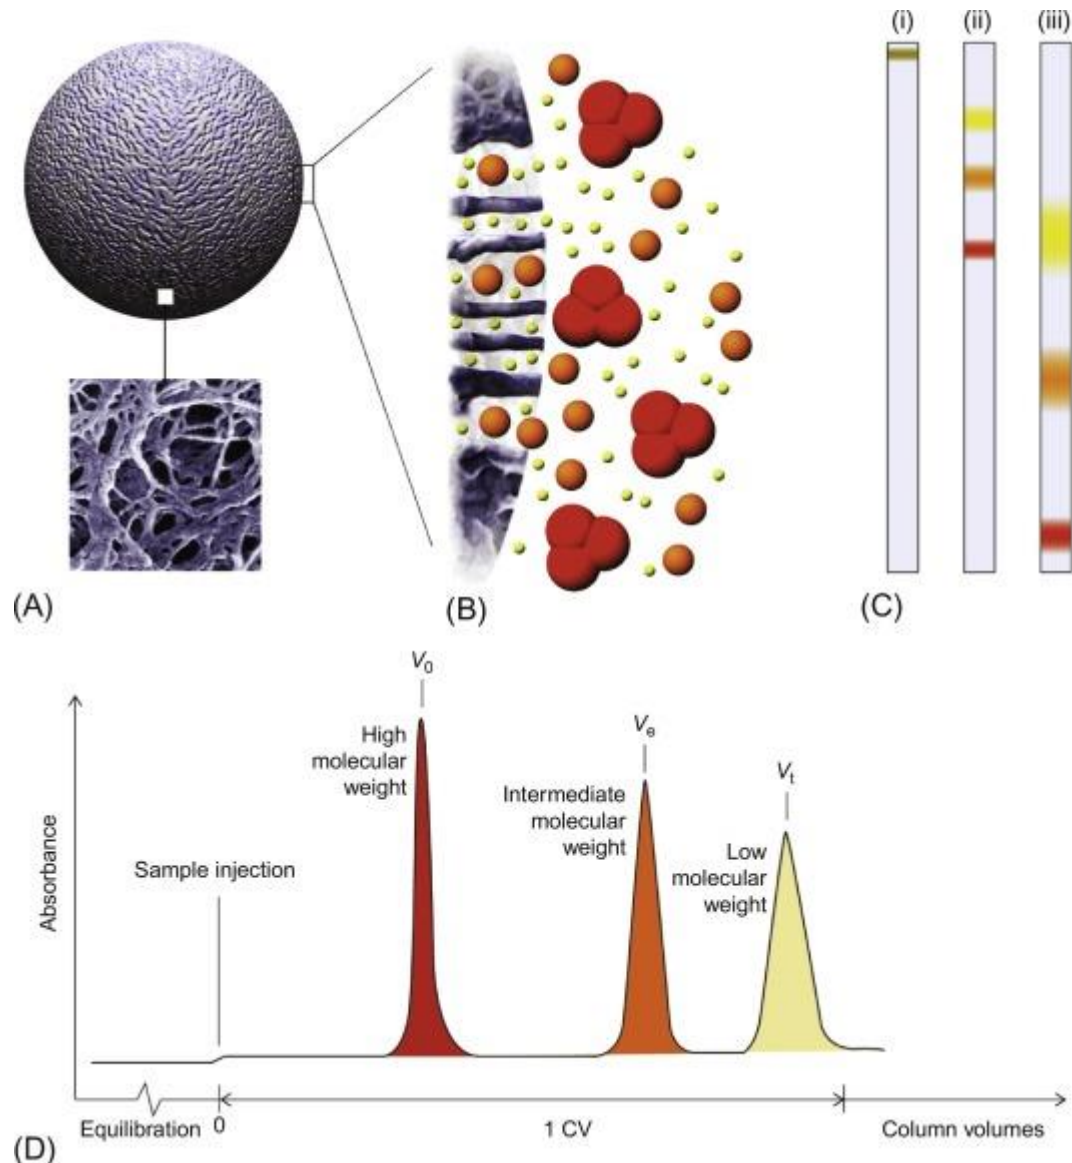 (i)
(ii)
(iii)
(A)
(B)
(C)
V0
High
molecular
weight
Ve
Intermediate
molecular
weight
Vt
Low
molecular
weight
Sample injection
Absorbance
Equilibration
0
1 CV
Column volumes
(D)